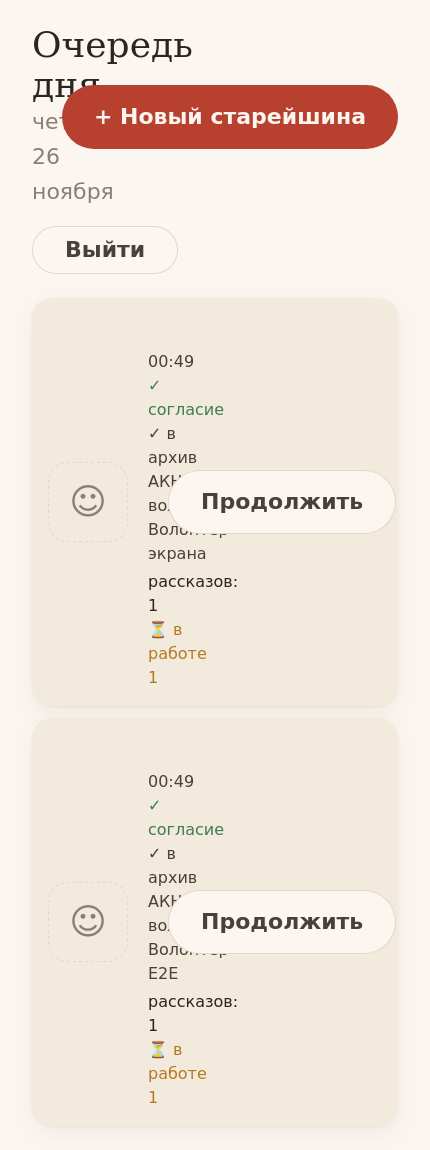 Очередь
дня
+ Новый старейшина
26
ноября
Выйти
00:49
✓
согласие
✓ в
архив
Продолжить
экрана
рассказов:
1
⏳ в
работе
1
00:49
✓
согласие
✓ в
архив
Продолжить
E2E
рассказов:
1
⏳ в
работе
1